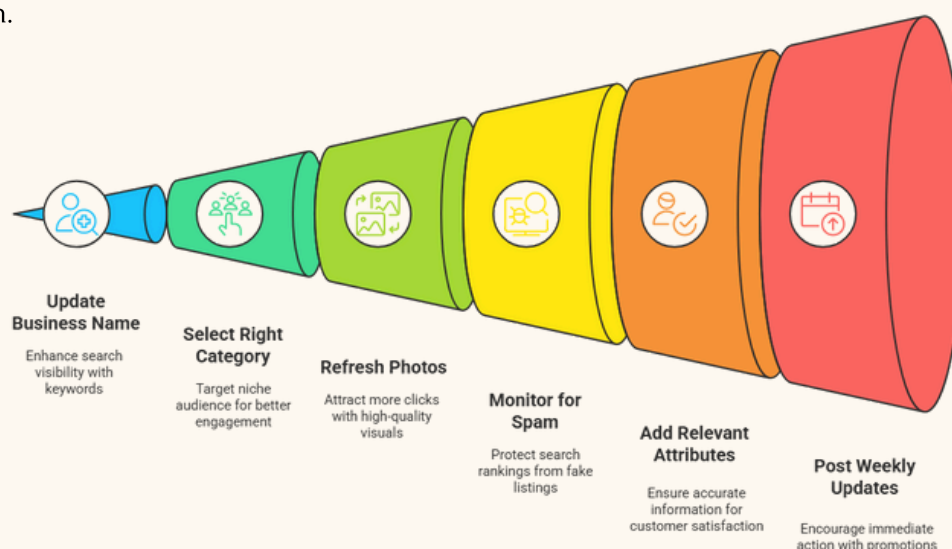 n.
Update
Business Name
Enhance search
visibility with
keywords
Select Right
Category
Target niche
audience for better
engagement
Refresh Photos
Attract more clicks
with high-quality
visuals
Monitor for
Spam
Protect search
rankings from fake
listings
Add Relevant
Attributes
Ensure accurate
information for
customer satisfaction
Post Weekly
Updates
Encourage immediate
action with promotions